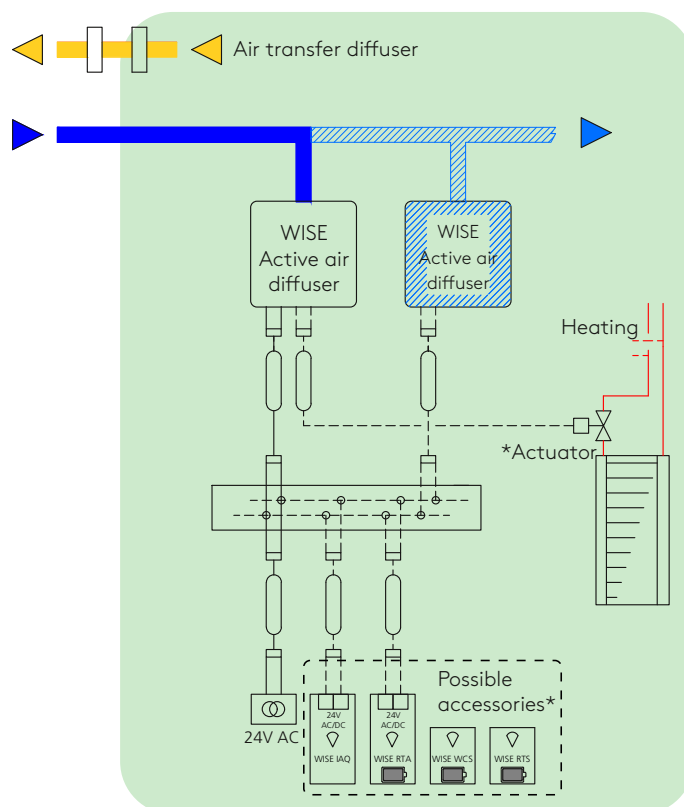 Air transfer diffuser
WISE
Active air
diffuser
WISE
Active air
diffuser
Heating
*Actuator
Possible
accessories*
24V AC
24V
AC/DC
WISE IAQ
24V
AC/DC
WISE RTA
WISE WCS
WISE RTS